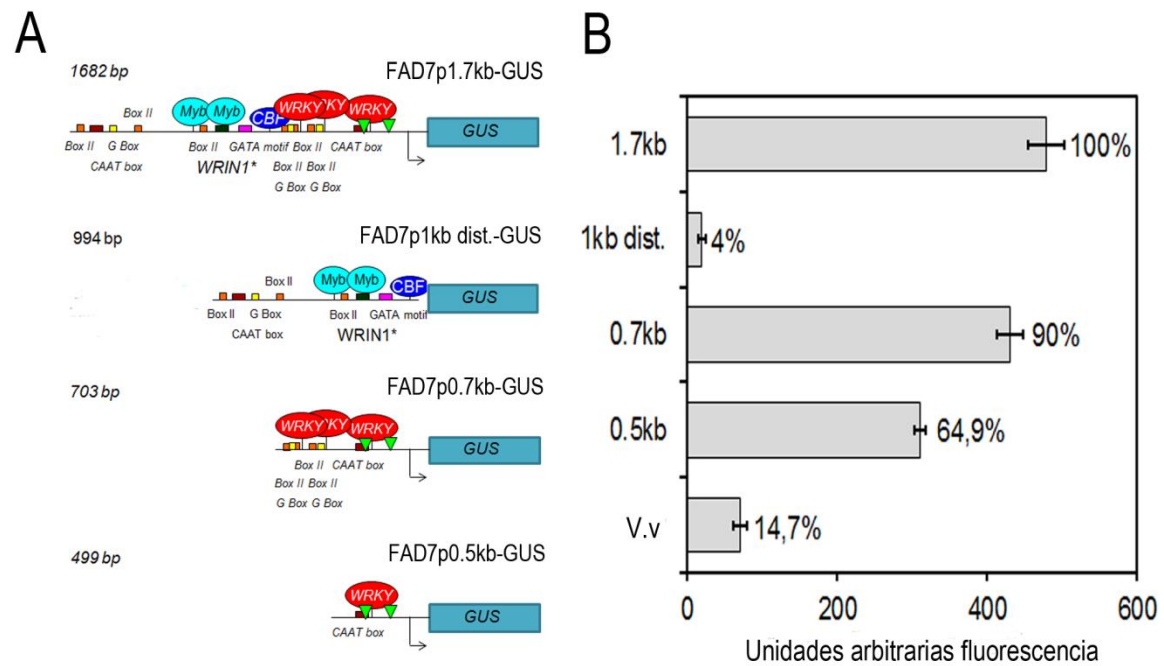 A
1682 bp
FAD7p1.7kb-GUS
Box II
Myb Myb CBF WRKY KY WRKY
GUS
Box II G Box Box II GATA motif Box II CAAT box
CAAT box WRIN1* Box II Box II
G Box G Box
994 bp
FAD7p1kb dist.-GUS
Box II
Myb Myb CBF
GUS
Box II G Box Box II GATA motif
CAAT box WRIN1*
703 bp
FAD7p0.7kb-GUS
WRKY KY WRKY
GUS
Box II CAAT box
Box II Box II
G Box G Box
499 bp
FAD7p0.5kb-GUS
WRKY
GUS
CAAT box
B
1.7kb 100%
1kb dist. 4%
0.7kb 90%
0.5kb 64,9%
V.v 14,7%
0 200 400 600
Unidades arbitrarias fluorescencia